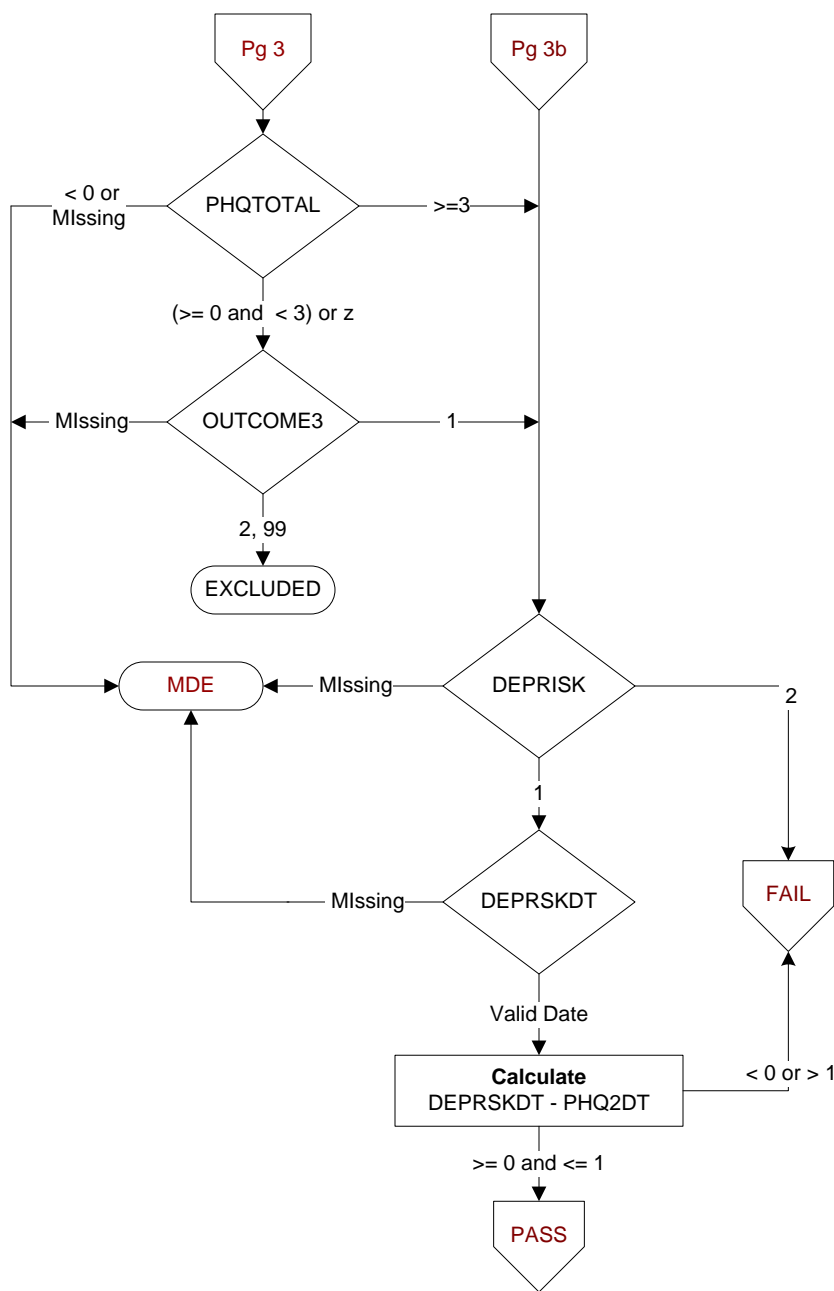 Pg 3
Pg 3b
< 0 or
MIssing
PHQTOTAL
>=3
(>= 0 and < 3) or z
MIssing
OUTCOME3
1
2, 99
EXCLUDED
MDE
MIssing
DEPRISK
2
1
MIssing
DEPRSKDT
FAIL
Valid Date
Calculate
DEPRSKDT - PHQ2DT
< 0 or > 1
>= 0 and <= 1
PASS